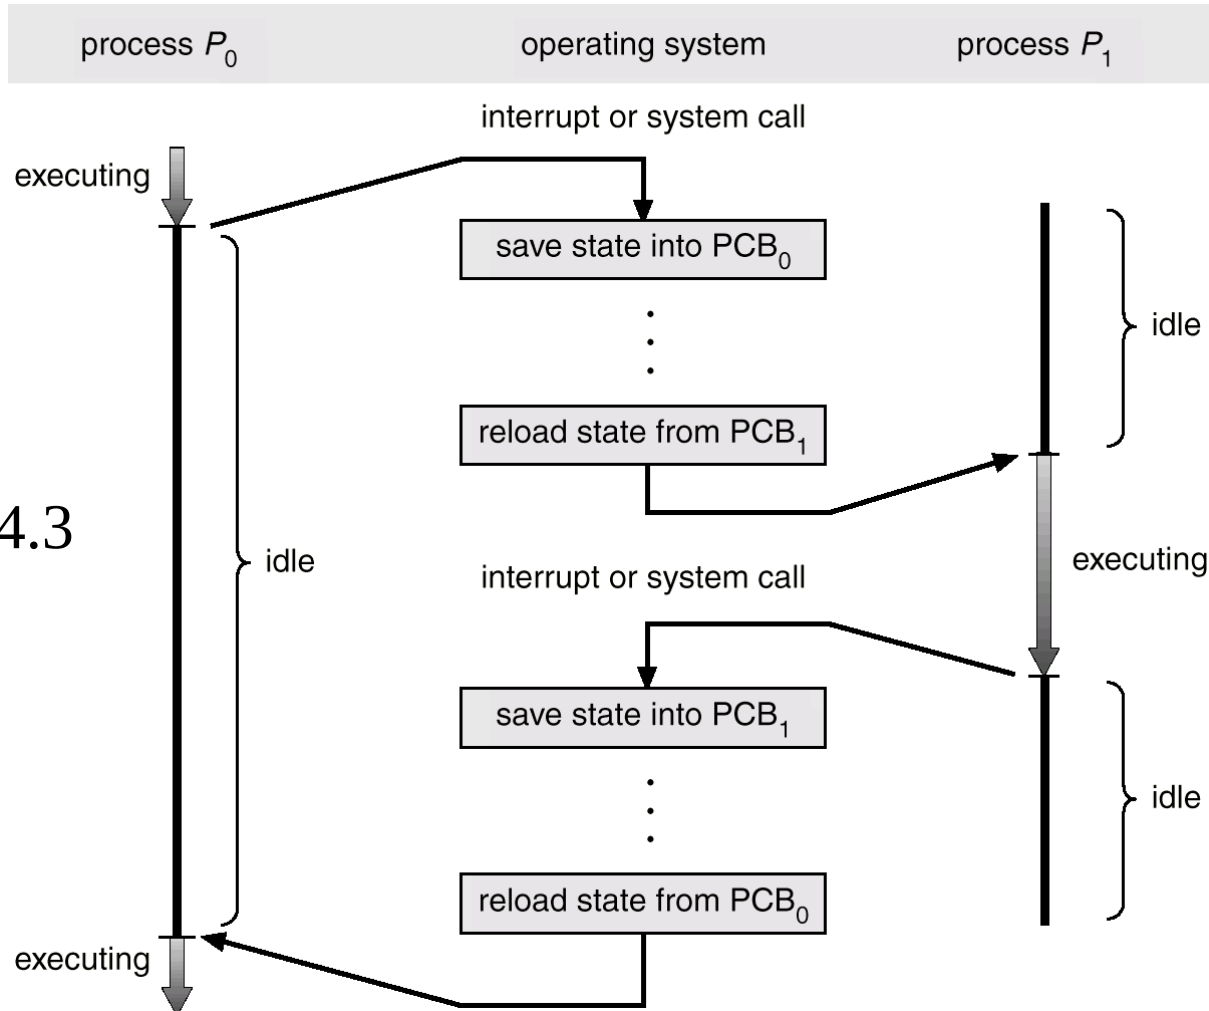 process P₀
operating system
process P₁
interrupt or system call
executing
save state into PCB₀
idle
reload state from PCB₁
4.3
idle
executing
interrupt or system call
save state into PCB₁
idle
reload state from PCB₀
executing